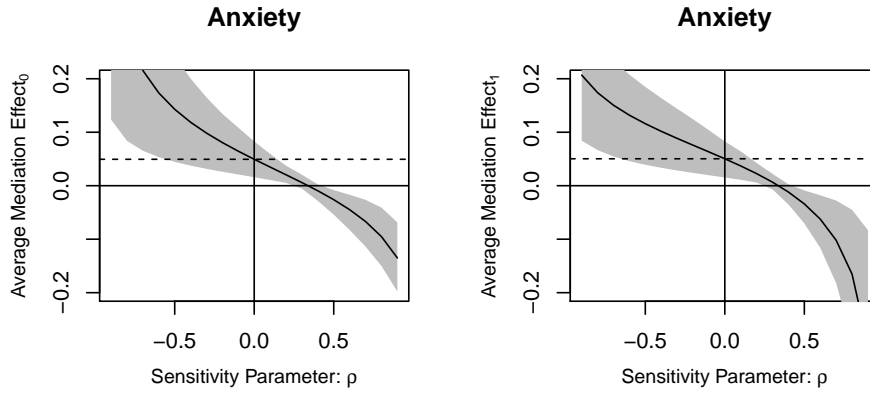 Anxiety
Average Mediation Effect₀
0.2
0.1
0.0
−0.2
−0.5
0.0
0.5
Sensitivity Parameter: ρ
Anxiety
Average Mediation Effect₁
0.2
0.1
0.0
−0.2
−0.5
0.0
0.5
Sensitivity Parameter: ρ